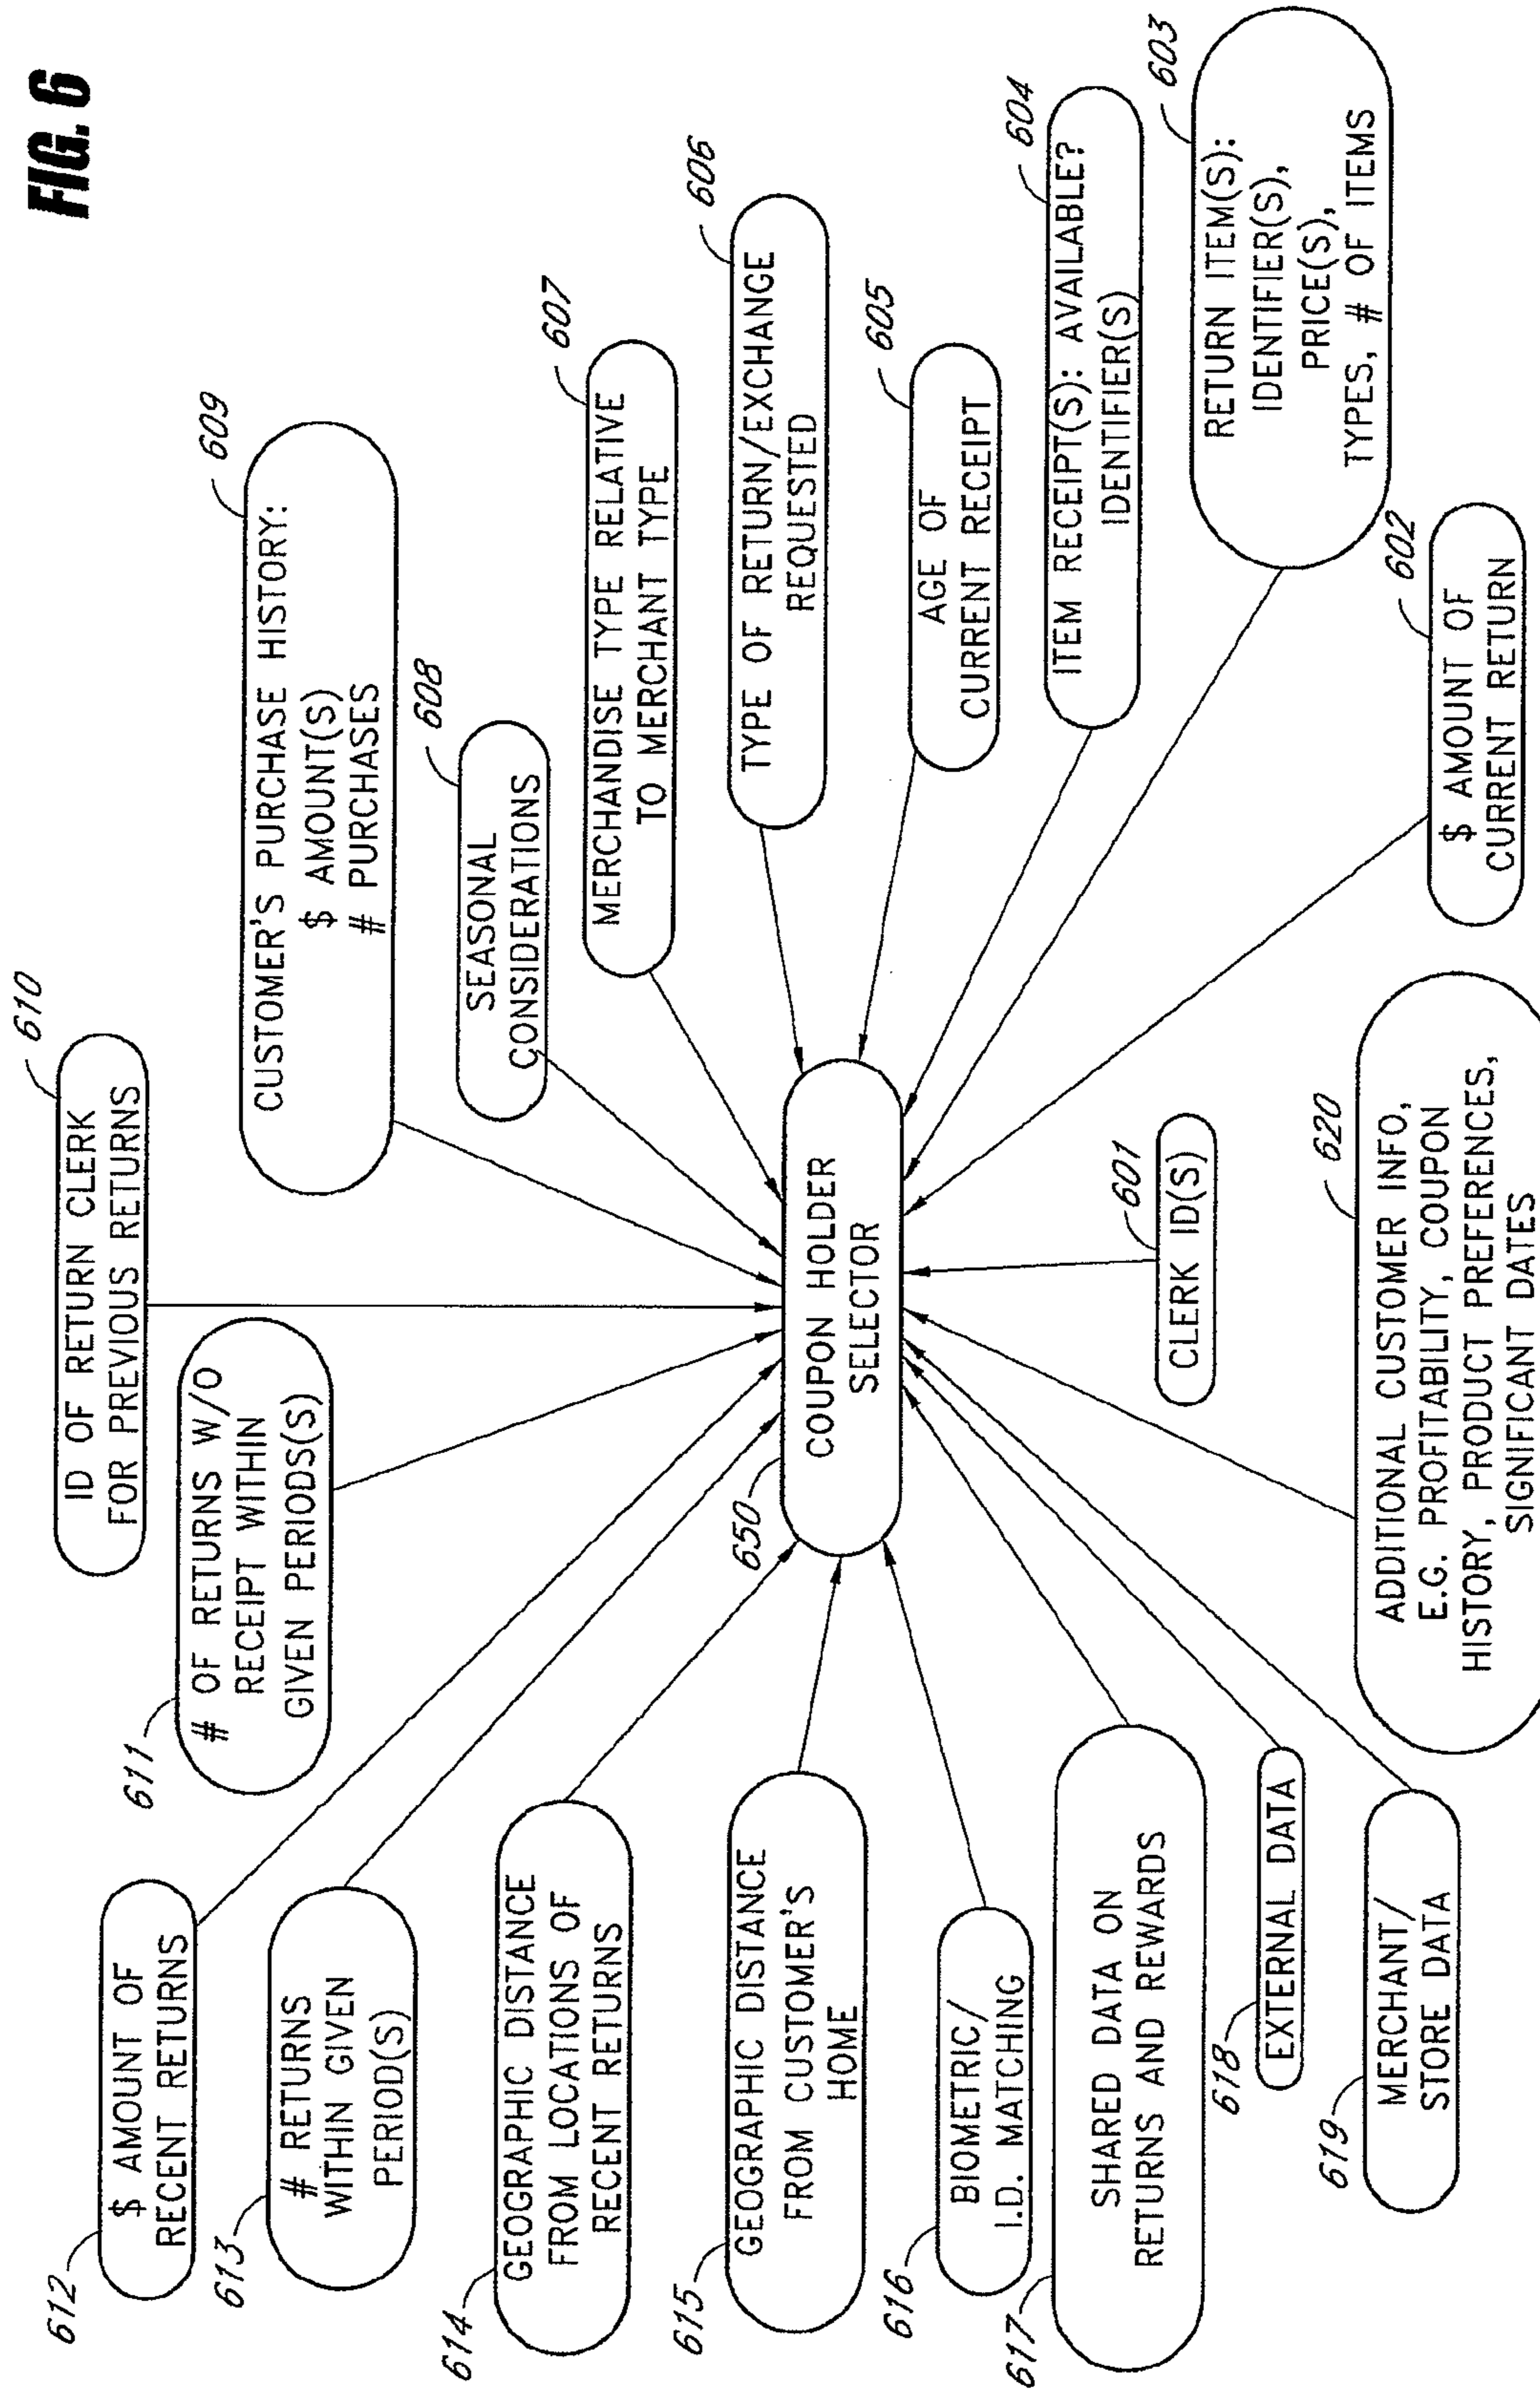 FIG. 6
610
ID OF RETURN CLERK
FOR PREVIOUS RETURNS
609
CUSTOMER'S PURCHASE HISTORY:
$ AMOUNT(S)
# PURCHASES
608
SEASONAL
CONSIDERATIONS
607
MERCHANDISE TYPE RELATIVE
TO MERCHANT TYPE
606
TYPE OF RETURN/EXCHANGE
REQUESTED
605
AGE OF
CURRENT RECEIPT
604
ITEM RECEIPT(S): AVAILABLE?
IDENTIFIER(S)
603
RETURN ITEM(S):
IDENTIFIER(S),
PRICE(S),
TYPES, # OF ITEMS
602
$ AMOUNT OF
CURRENT RETURN
601
CLERK ID(S)
620
ADDITIONAL CUSTOMER INFO,
E.G. PROFITABILITY, COUPON
HISTORY, PRODUCT PREFERENCES,
SIGNIFICANT DATES
650
COUPON HOLDER
SELECTOR
611
# OF RETURNS W/O
RECEIPT WITHIN
GIVEN PERIODS(S)
612
$ AMOUNT OF
RECENT RETURNS
613
# RETURNS
WITHIN GIVEN
PERIOD(S)
614
GEOGRAPHIC DISTANCE
FROM LOCATIONS OF
RECENT RETURNS
615
GEOGRAPHIC DISTANCE
FROM CUSTOMER'S
HOME
616
BIOMETRIC/
I.D. MATCHING
617
SHARED DATA ON
RETURNS AND REWARDS
618
EXTERNAL DATA
619
MERCHANT/
STORE DATA